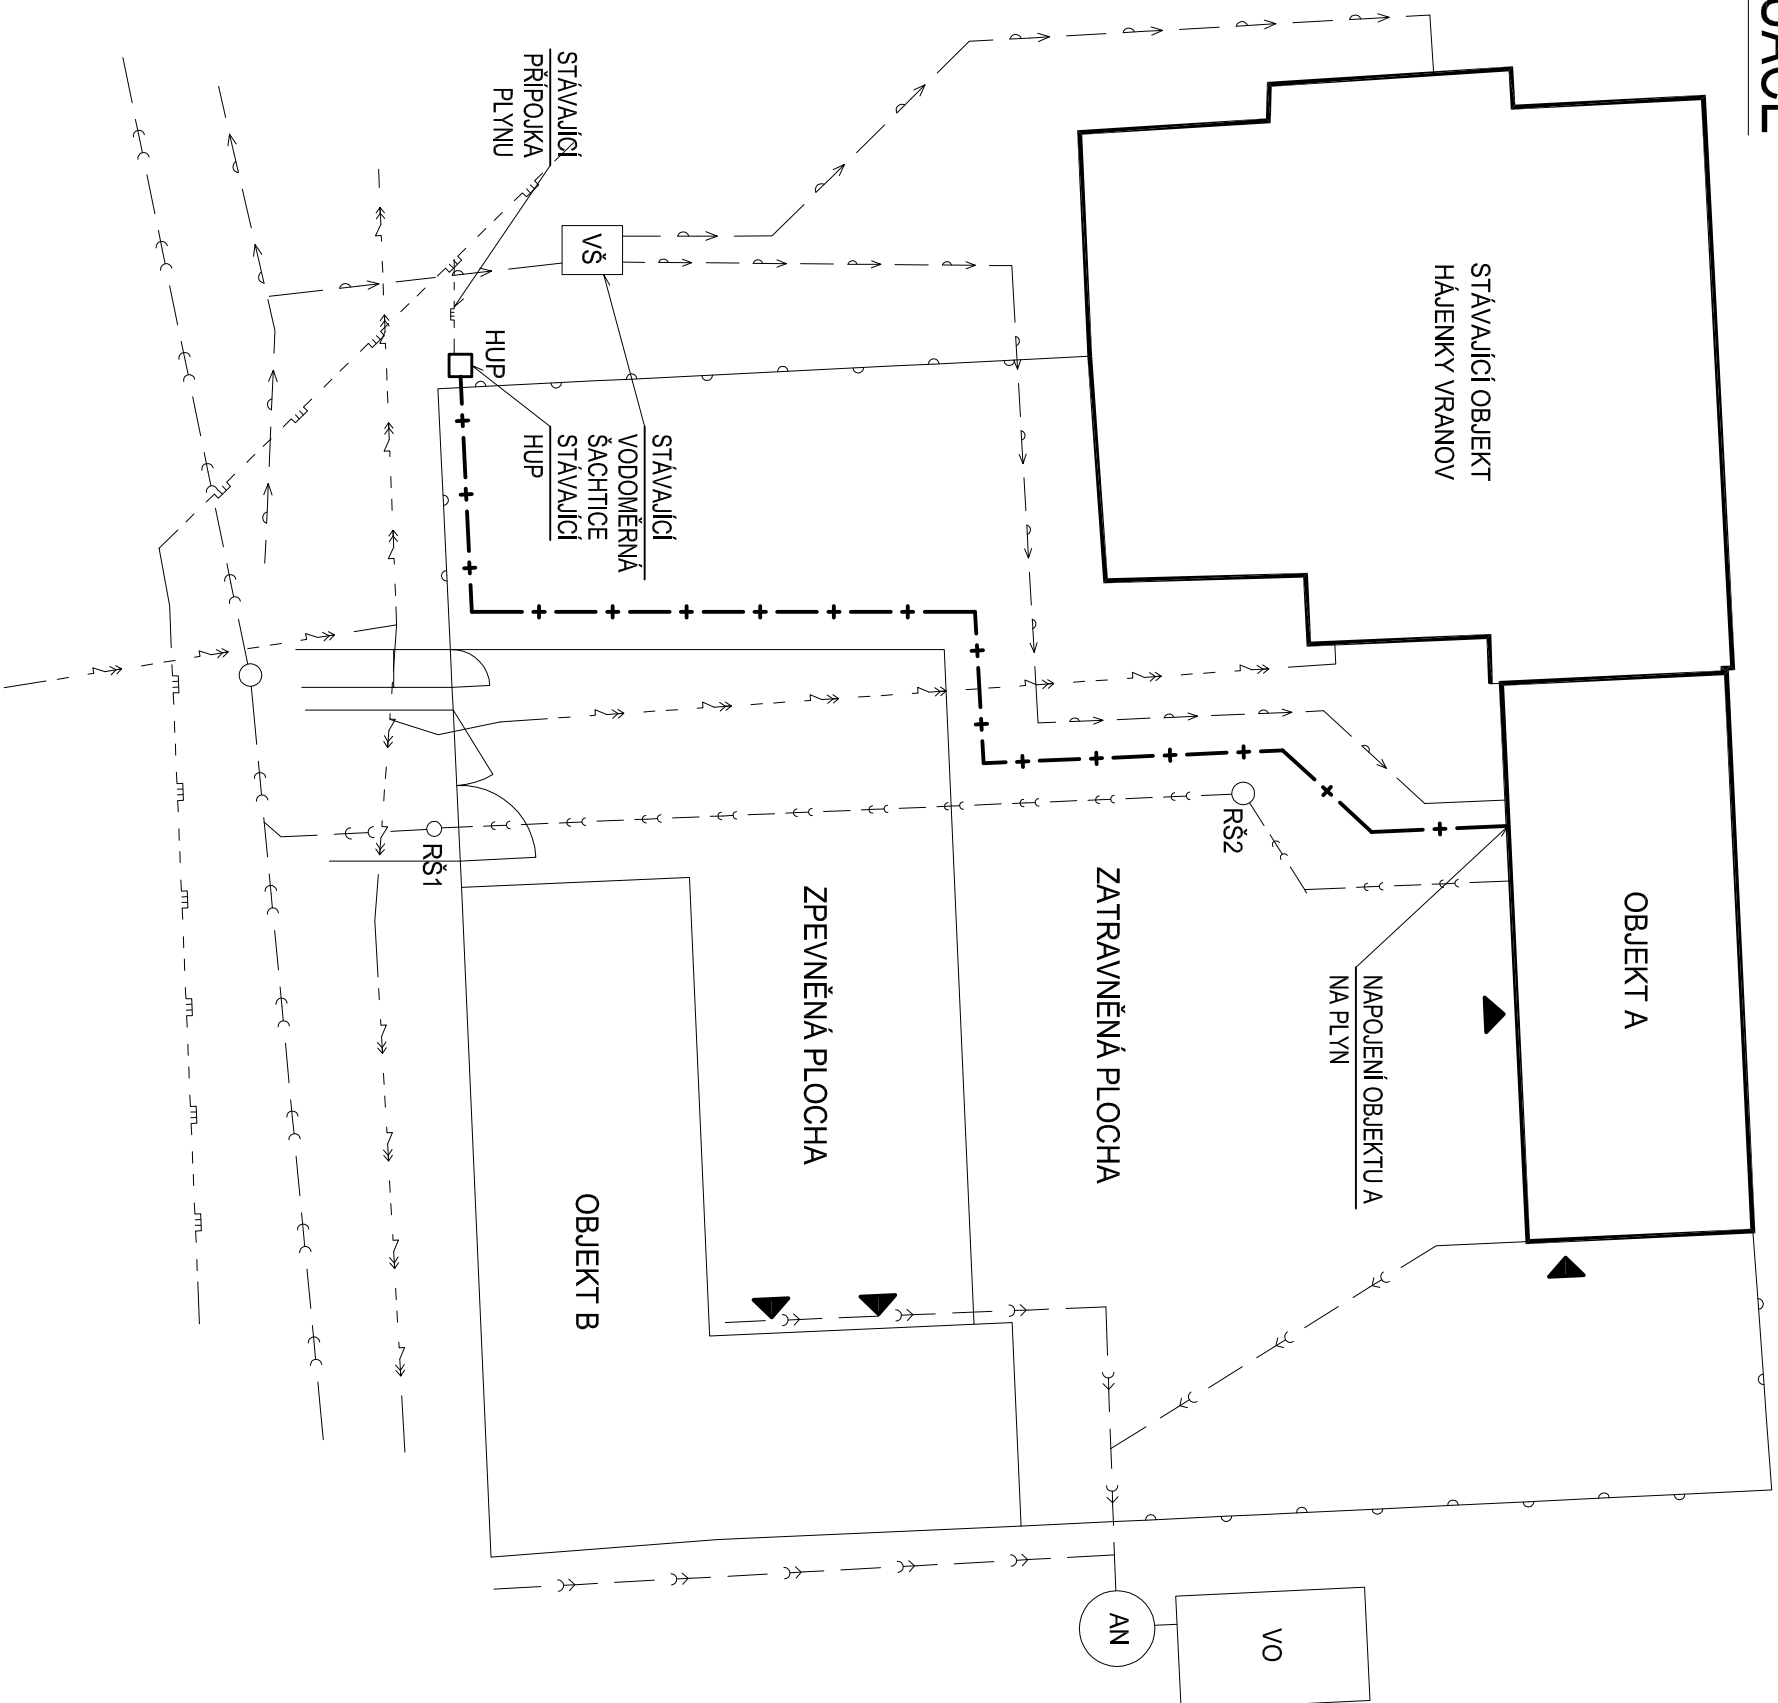 STÁVAJÍCÍ OBJEKT
HÁJENKY VRANOV
STÁVAJÍCÍ
PŘÍPOJKA
PLYNU
VŠ
HUP
STÁVAJÍCÍ
VODOMĚRNÁ
ŠACHTICE
STÁVAJÍCÍ
HUP
OBJEKT A
NAPOJENÍ OBJEKTU A
NA PLYN
RŠ2
RŠ1
ZATRAVNĚNÁ PLOCHA
ZPEVNĚNÁ PLOCHA
OBJEKT B
VO
AN